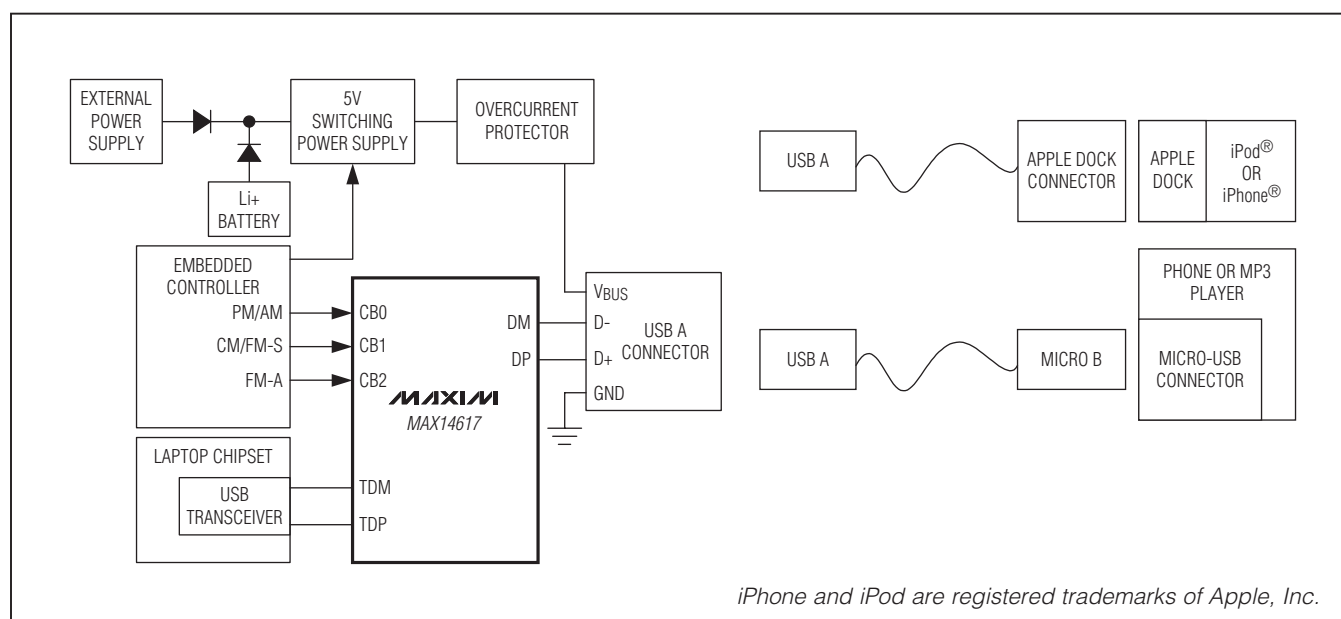 EXTERNAL
POWER
SUPPLY
5V
SWITCHING
POWER SUPPLY
OVERCURRENT
PROTECTOR
Li+
BATTERY
EMBEDDED
CONTROLLER
PM/AM
CM/FM-S
FM-A
CB0
CB1
CB2
MAXIM
MAX14617
DM
DP
TDM
TDP
LAPTOP CHIPSET
USB
TRANSCEIVER
VBUS
D-
D+
GND
USB A
CONNECTOR
USB A
APPLE DOCK
CONNECTOR
APPLE
DOCK
iPod®
OR
iPhone®
USB A
MICRO B
PHONE OR MP3
PLAYER
MICRO-USB
CONNECTOR
iPhone and iPod are registered trademarks of Apple, Inc.